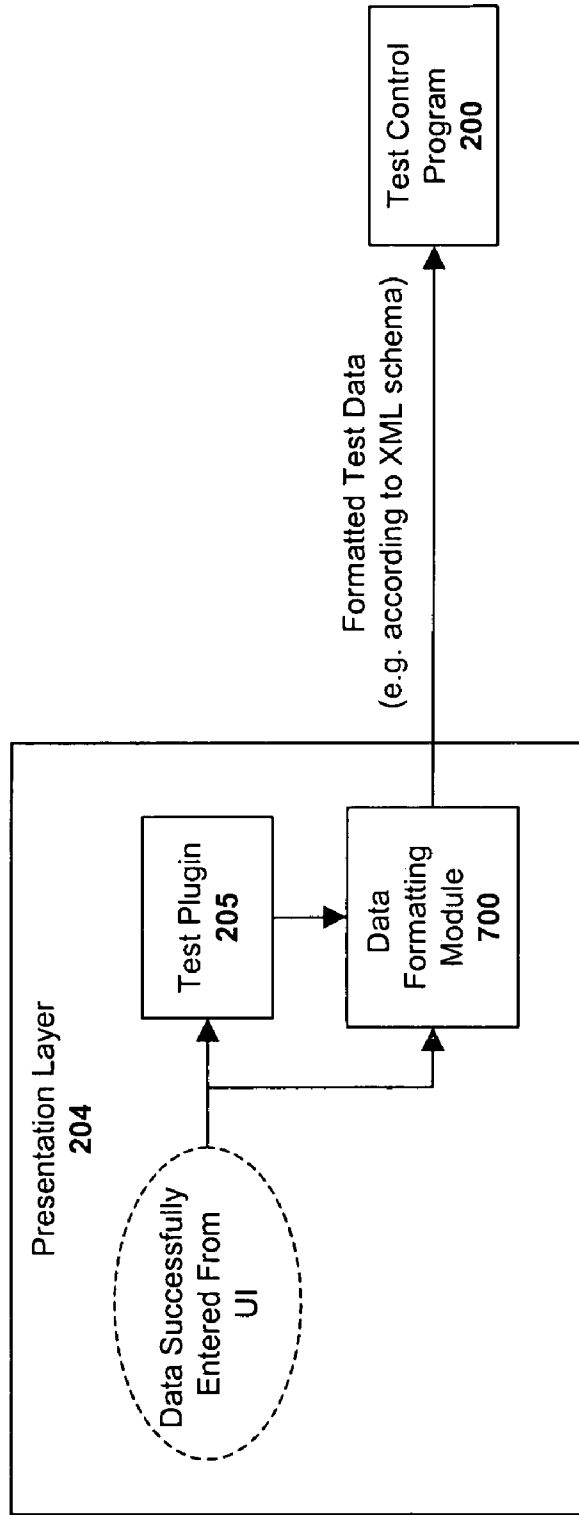 Presentation Layer
204
Data Successfully
Entered From
UI
Test Plugin
205
Data
Formatting
Module
700
Formatted Test Data
(e.g. according to XML schema)
Test Control
Program
200